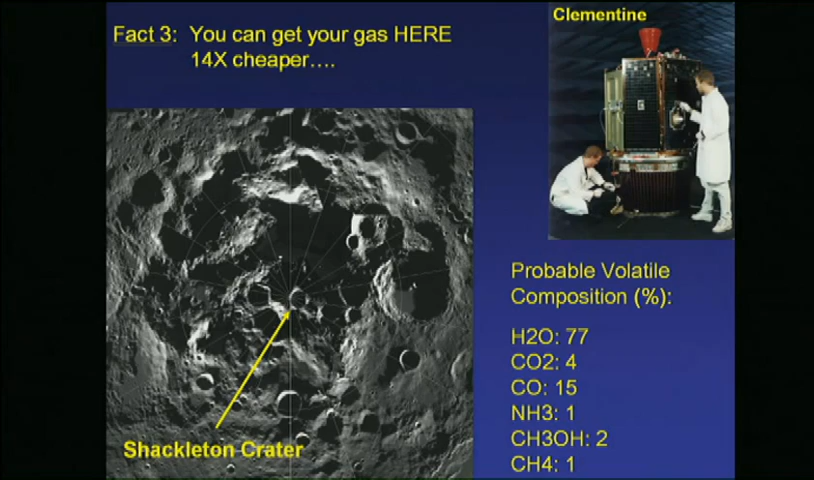 Fact 3: You can get your gas HERE
14X cheaper....
Clementine
Probable Volatile
Composition (%):
H2O: 77
CO2: 4
CO: 15
NH3: 1
CH3OH: 2
CH4: 1
Shackleton Crater